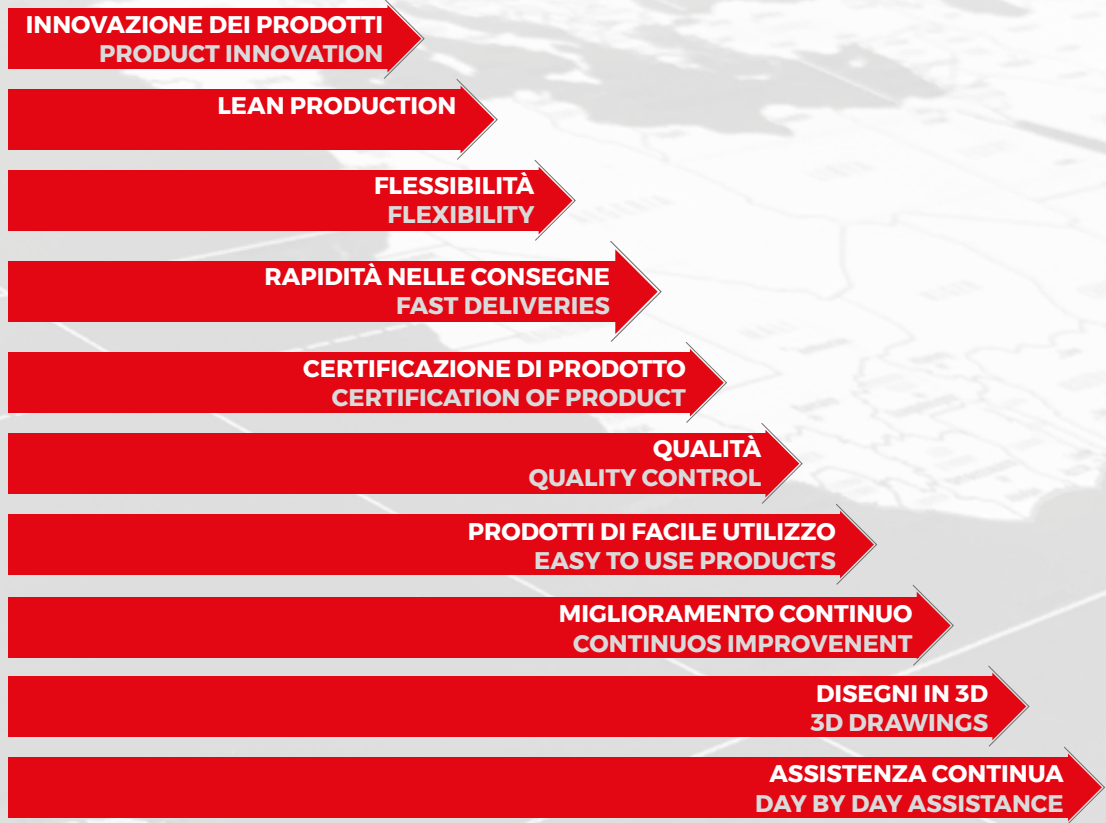 INNOVAZIONE DEI PRODOTTI
PRODUCT INNOVATION
LEAN PRODUCTION
FLESSIBILITÀ
FLEXIBILITY
RAPIDITÀ NELLE CONSEGNE
FAST DELIVERIES
CERTIFICAZIONE DI PRODOTTO
CERTIFICATION OF PRODUCT
QUALITÀ
QUALITY CONTROL
PRODOTTI DI FACILE UTILIZZO
EASY TO USE PRODUCTS
MIGLIORAMENTO CONTINUO
CONTINUOS IMPROVENENT
DISEGNI IN 3D
3D DRAWINGS
ASSISTENZA CONTINUA
DAY BY DAY ASSISTANCE